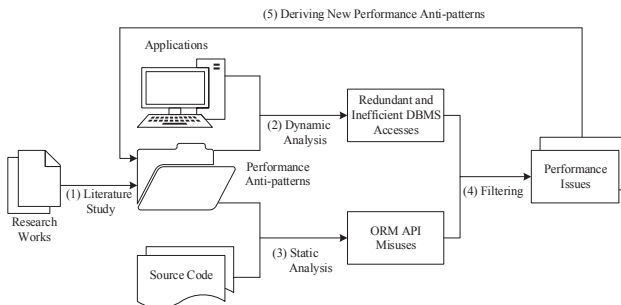 (5) Deriving New Performance Anti-patterns
Applications
Redundant and
Inefficient DBMS
Accesses
(2) Dynamic
Analysis
Performance
Anti-patterns
(1) Literature
Study
Research
Works
(4) Filtering
Performance
Issues
ORM API
Misuses
(3) Static
Analysis
Source Code